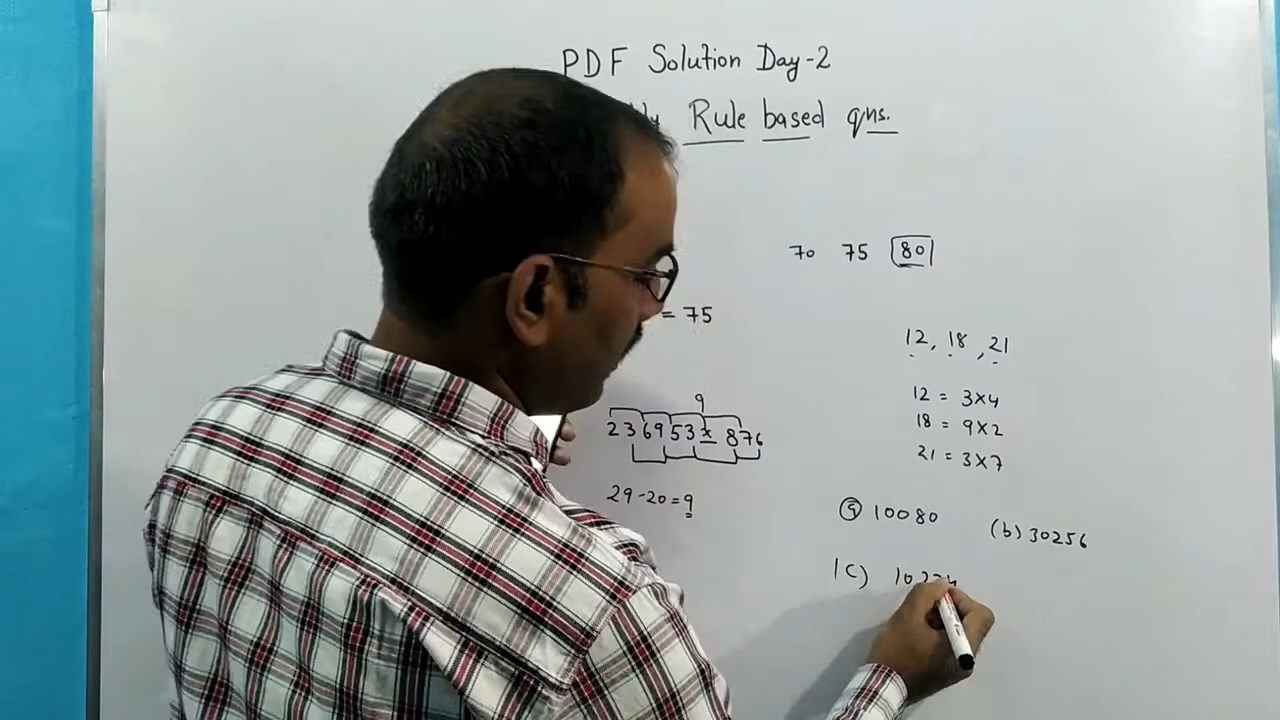 PDF Solution Day-2
Rule based qns.
70 75 80
= 75
12, 18, 21
12 = 3x4
18 = 9x2
21 = 3x7
9
236953x876
29-20=9
(b) 30256
10080
(C)